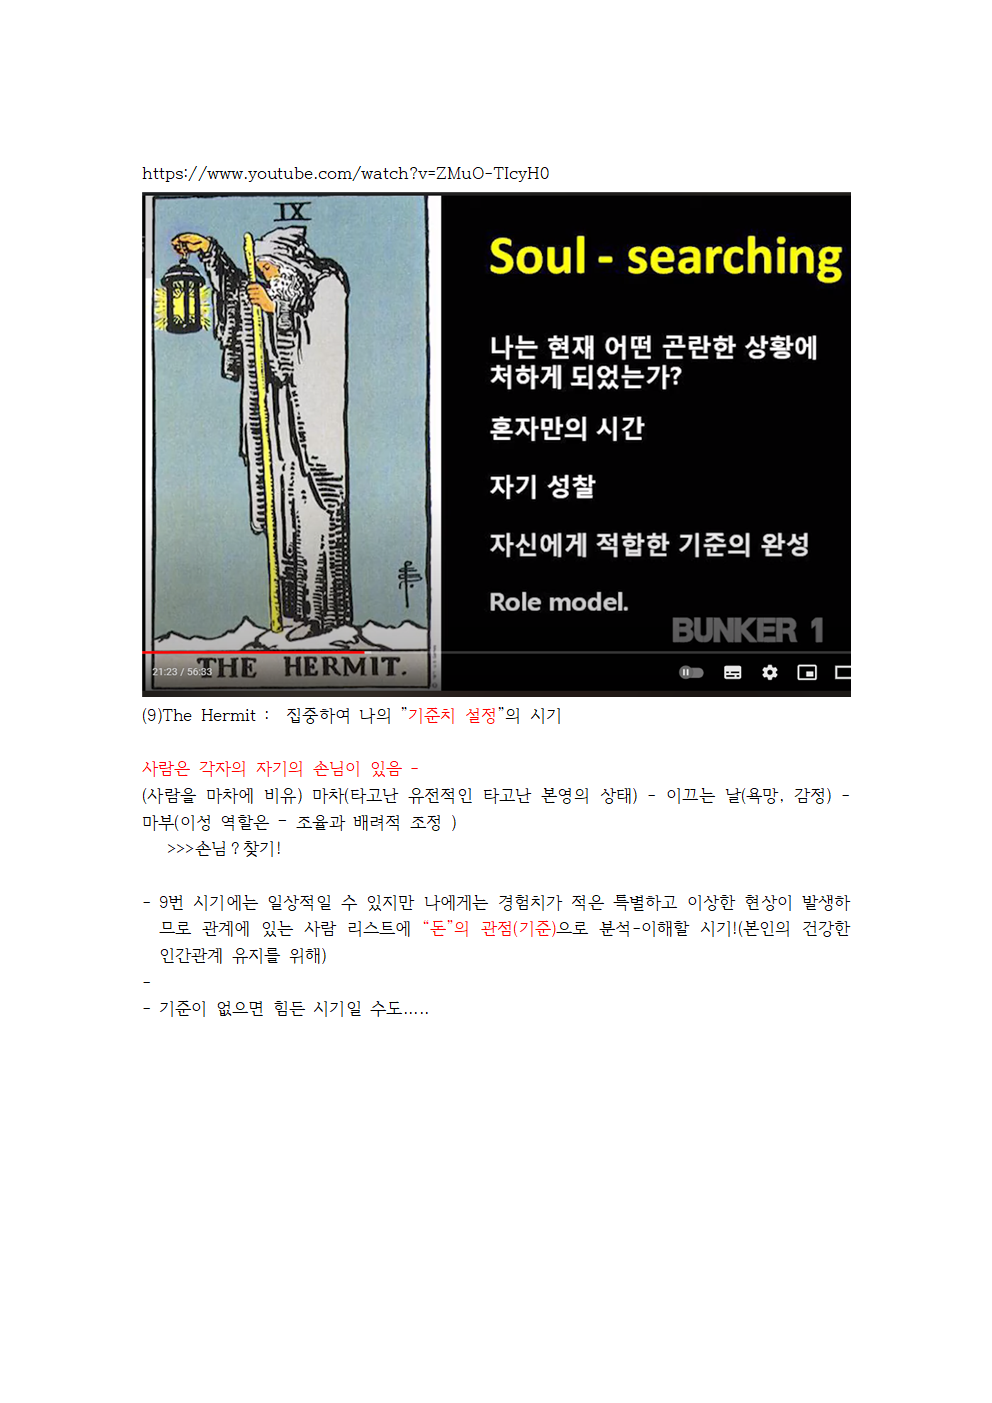 https://www.youtube.com/watch?v=ZMuO-TIcyH0
IX
Soul - searching
나는 현재 어떤 곤란한 상황에
처하게 되었는가?
혼자만의 시간
자기 성찰
자신에게 적합한 기준의 완성
Role model.
BUNKER 1
THE HERMIT.
21:23 / 56:33
(9)The Hermit : 집중하여 나의 "기준치 설정"의 시기
사람은 각자의 자기의 손님이 있음 -
(사람을 마차에 비유) 마차(타고난 유전적인 타고난 본영의 상태) - 이끄는 날(욕망, 감정) -
마부(이성 역할은 - 조율과 배려적 조정 )
>>>손님?찾기!
- 9번 시기에는 일상적일 수 있지만 나에게는 경험치가 적은 특별하고 이상한 현상이 발생하
므로 관계에 있는 사람 리스트에 “돈”의 관점(기준)으로 분석-이해할 시기!(본인의 건강한
인간관계 유지를 위해)
-
- 기준이 없으면 힘든 시기일 수도.....